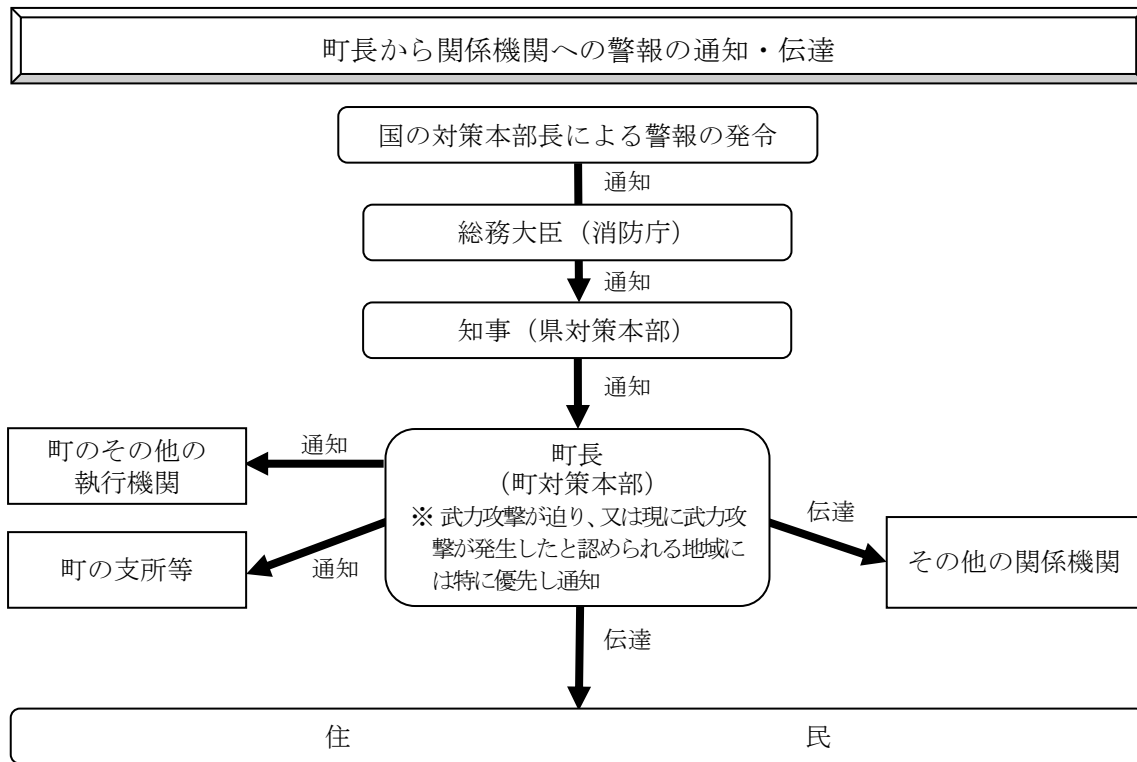 町長から関係機関への警報の通知・伝達
国の対策本部長による警報の発令
通知
総務大臣（消防庁）
通知
知事（県対策本部）
通知
町のその他の
執行機関
通知
町長
（町対策本部）
※ 武力攻撃が迫り、又は現に武力攻
撃が発生したと認められる地域に
は特に優先し通知
伝達
町の支所等
通知
その他の関係機関
伝達
住民